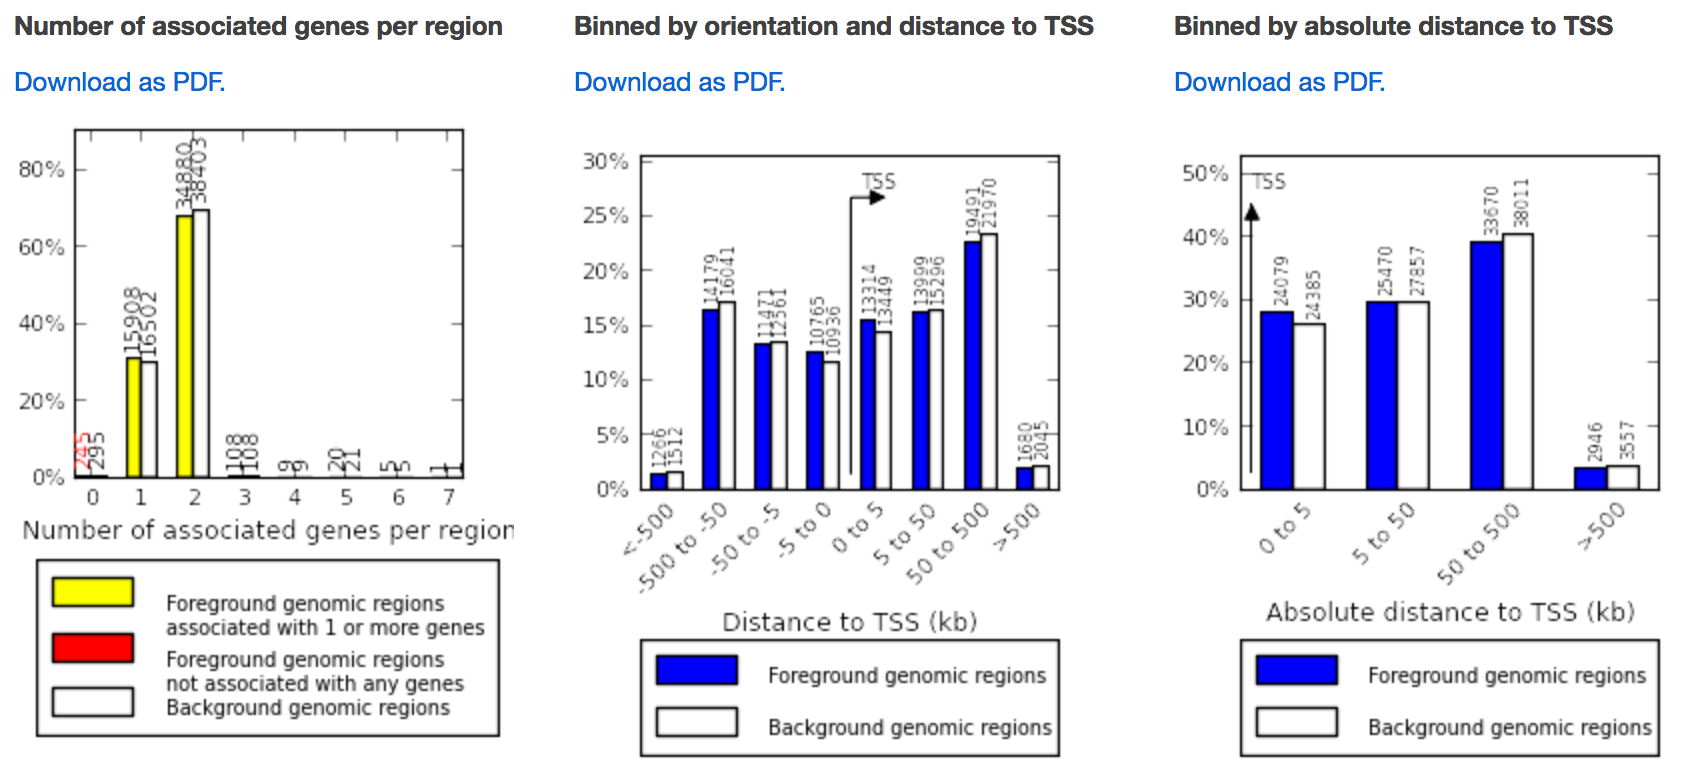 Number of associated genes per region
Download as PDF.
80%
60%
40%
20%
0%
245
295
15908
16502
34880
38403
108
108
9
9
20
21
5
5
1
1
0 1 2 3 4 5 6 7
Number of associated genes per region
Foreground genomic regions
associated with 1 or more genes
Foreground genomic regions
not associated with any genes
Background genomic regions
Binned by orientation and distance to TSS
Download as PDF.
30%
25%
20%
15%
10%
5%
0%
TSS
1266
1512
14179
16041
11471
12561
10765
10936
13314
13449
13999
15296
19491
21970
1680
2045
<-500
-500 to -50
-50 to -5
-5 to 0
0 to 5
5 to 50
50 to 500
>500
Distance to TSS (kb)
Foreground genomic regions
Background genomic regions
Binned by absolute distance to TSS
Download as PDF.
50%
40%
30%
20%
10%
0%
TSS
24079
24385
25470
27857
33670
38011
2946
3557
0 to 5
5 to 50
50 to 500
>500
Absolute distance to TSS (kb)
Foreground genomic regions
Background genomic regions